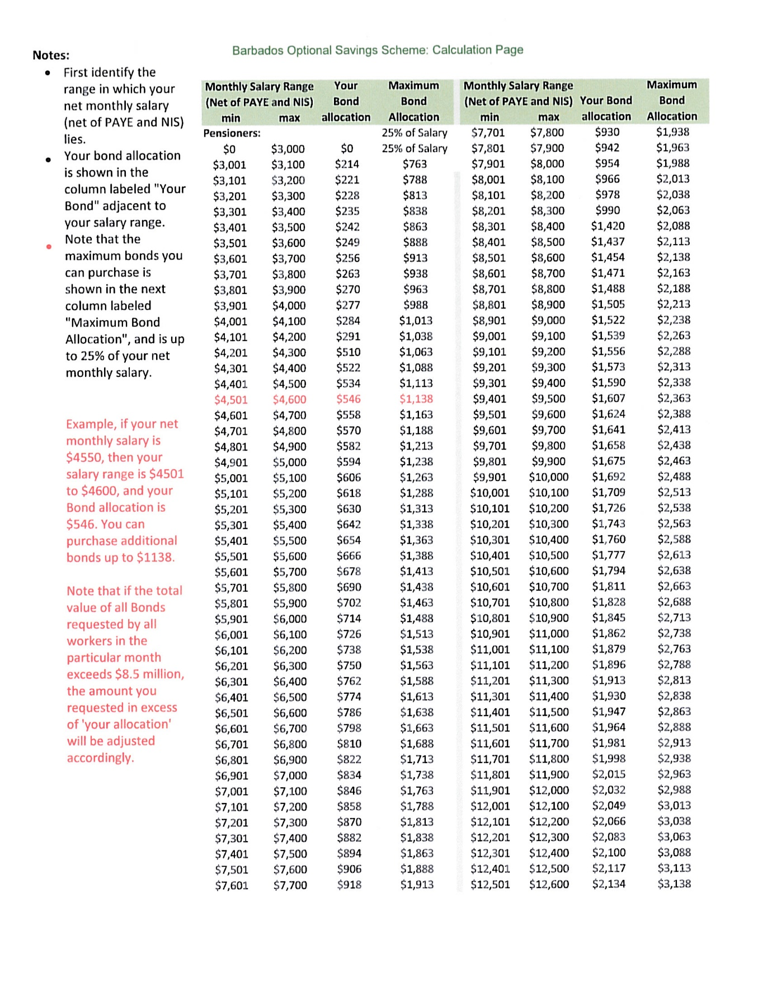 Barbados Optional Savings Scheme: Calculation Page
Notes:
• First identify the
range in which your
net monthly salary
(net of PAYE and NIS)
lies.
• Your bond allocation
is shown in the
column labeled "Your
Bond" adjacent to
your salary range.
• Note that the
maximum bonds you
can purchase is
shown in the next
column labeled
"Maximum Bond
Allocation", and is up
to 25% of your net
monthly salary.
Example, if your net
monthly salary is
$4550, then your
salary range is $4501
to $4600, and your
Bond allocation is
$546. You can
purchase additional
bonds up to $1138.
Note that if the total
value of all Bonds
requested by all
workers in the
particular month
exceeds $8.5 million,
the amount you
requested in excess
of 'your allocation'
will be adjusted
accordingly.
Monthly Salary Range Your Maximum
(Net of PAYE and NIS) Bond Bond
min max allocation Allocation
Pensioners: 25% of Salary
$0 $3,000 $0 25% of Salary
$3,001 $3,100 $214 $763
$3,101 $3,200 $221 $788
$3,201 $3,300 $228 $813
$3,301 $3,400 $235 $838
$3,401 $3,500 $242 $863
$3,501 $3,600 $249 $888
$3,601 $3,700 $256 $913
$3,701 $3,800 $263 $938
$3,801 $3,900 $270 $963
$3,901 $4,000 $277 $988
$4,001 $4,100 $284 $1,013
$4,101 $4,200 $291 $1,038
$4,201 $4,300 $510 $1,063
$4,301 $4,400 $522 $1,088
$4,401 $4,500 $534 $1,113
$4,501 $4,600 $546 $1,138
$4,601 $4,700 $558 $1,163
$4,701 $4,800 $570 $1,188
$4,801 $4,900 $582 $1,213
$4,901 $5,000 $594 $1,238
$5,001 $5,100 $606 $1,263
$5,101 $5,200 $618 $1,288
$5,201 $5,300 $630 $1,313
$5,301 $5,400 $642 $1,338
$5,401 $5,500 $654 $1,363
$5,501 $5,600 $666 $1,388
$5,601 $5,700 $678 $1,413
$5,701 $5,800 $690 $1,438
$5,801 $5,900 $702 $1,463
$5,901 $6,000 $714 $1,488
$6,001 $6,100 $726 $1,513
$6,101 $6,200 $738 $1,538
$6,201 $6,300 $750 $1,563
$6,301 $6,400 $762 $1,588
$6,401 $6,500 $774 $1,613
$6,501 $6,600 $786 $1,638
$6,601 $6,700 $798 $1,663
$6,701 $6,800 $810 $1,688
$6,801 $6,900 $822 $1,713
$6,901 $7,000 $834 $1,738
$7,001 $7,100 $846 $1,763
$7,101 $7,200 $858 $1,788
$7,201 $7,300 $870 $1,813
$7,301 $7,400 $882 $1,838
$7,401 $7,500 $894 $1,863
$7,501 $7,600 $906 $1,888
$7,601 $7,700 $918 $1,913
Monthly Salary Range Maximum
(Net of PAYE and NIS) Your Bond Bond
min max allocation Allocation
$7,701 $7,800 $930 $1,938
$7,801 $7,900 $942 $1,963
$7,901 $8,000 $954 $1,988
$8,001 $8,100 $966 $2,013
$8,101 $8,200 $978 $2,038
$8,201 $8,300 $990 $2,063
$8,301 $8,400 $1,420 $2,088
$8,401 $8,500 $1,437 $2,113
$8,501 $8,600 $1,454 $2,138
$8,601 $8,700 $1,471 $2,163
$8,701 $8,800 $1,488 $2,188
$8,801 $8,900 $1,505 $2,213
$8,901 $9,000 $1,522 $2,238
$9,001 $9,100 $1,539 $2,263
$9,101 $9,200 $1,556 $2,288
$9,201 $9,300 $1,573 $2,313
$9,301 $9,400 $1,590 $2,338
$9,401 $9,500 $1,607 $2,363
$9,501 $9,600 $1,624 $2,388
$9,601 $9,700 $1,641 $2,413
$9,701 $9,800 $1,658 $2,438
$9,801 $9,900 $1,675 $2,463
$9,901 $10,000 $1,692 $2,488
$10,001 $10,100 $1,709 $2,513
$10,101 $10,200 $1,726 $2,538
$10,201 $10,300 $1,743 $2,563
$10,301 $10,400 $1,760 $2,588
$10,401 $10,500 $1,777 $2,613
$10,501 $10,600 $1,794 $2,638
$10,601 $10,700 $1,811 $2,663
$10,701 $10,800 $1,828 $2,688
$10,801 $10,900 $1,845 $2,713
$10,901 $11,000 $1,862 $2,738
$11,001 $11,100 $1,879 $2,763
$11,101 $11,200 $1,896 $2,788
$11,201 $11,300 $1,913 $2,813
$11,301 $11,400 $1,930 $2,838
$11,401 $11,500 $1,947 $2,863
$11,501 $11,600 $1,964 $2,888
$11,601 $11,700 $1,981 $2,913
$11,701 $11,800 $1,998 $2,938
$11,801 $11,900 $2,015 $2,963
$11,901 $12,000 $2,032 $2,988
$12,001 $12,100 $2,049 $3,013
$12,101 $12,200 $2,066 $3,038
$12,201 $12,300 $2,083 $3,063
$12,301 $12,400 $2,100 $3,088
$12,401 $12,500 $2,117 $3,113
$12,501 $12,600 $2,134 $3,138